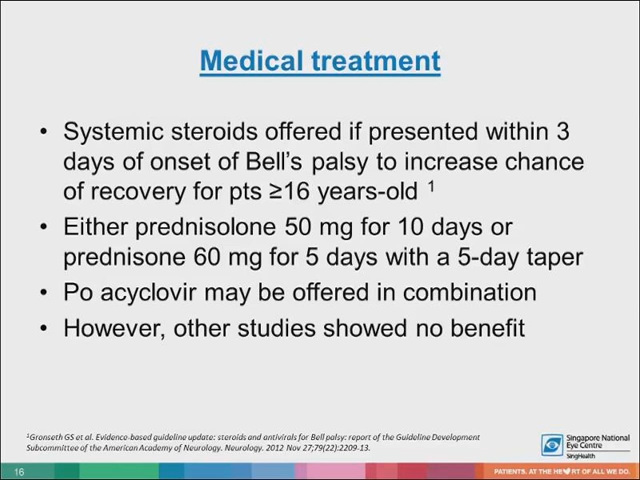 Medical treatment
• Systemic steroids offered if presented within 3
days of onset of Bell's palsy to increase chance
of recovery for pts ≥16 years-old 1
• Either prednisolone 50 mg for 10 days or
prednisone 60 mg for 5 days with a 5-day taper
• Po acyclovir may be offered in combination
• However, other studies showed no benefit
1Gronseth GS et al. Evidence-based guideline update: steroids and antivirals for Bell palsy: report of the Guideline Development
Subcommittee of the American Academy of Neurology. Neurology. 2012 Nov 27;79(22):2209-13.
Singapore National
Eye Centre
SingHealth
16
PATIENTS. AT THE HE♥RT OF ALL WE DO.